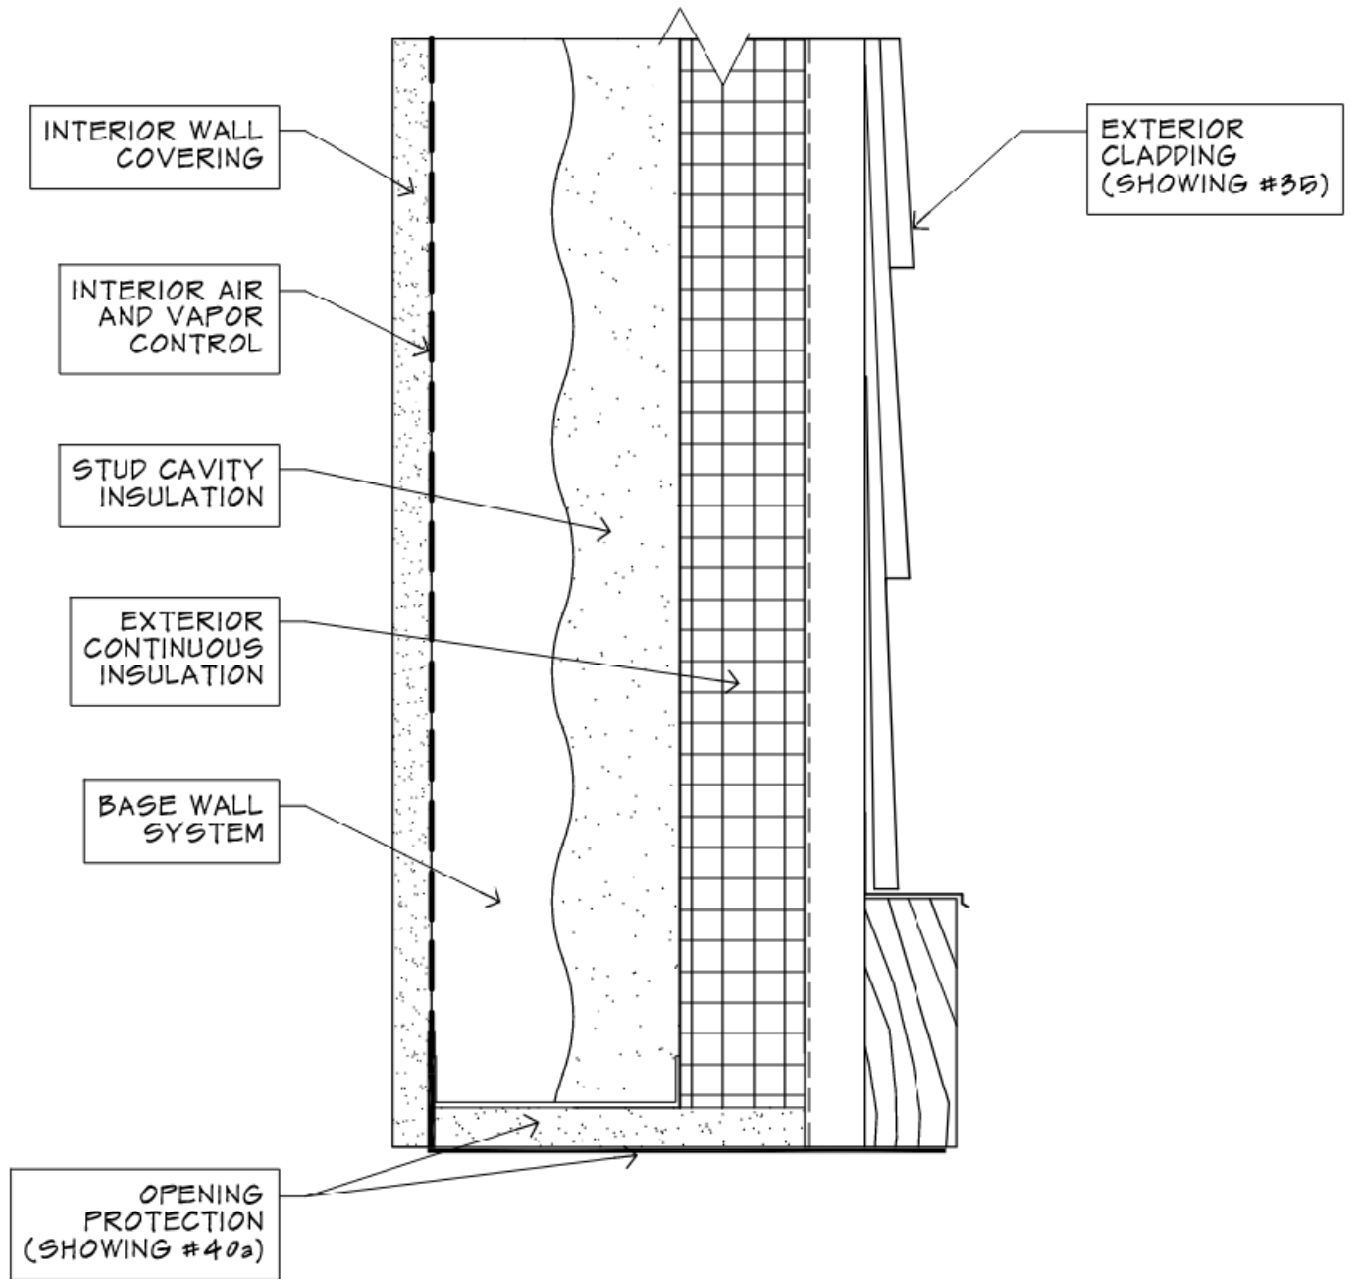 INTERIOR WALL
COVERING
EXTERIOR
CLADDING
(SHOWING #35)
INTERIOR AIR
AND VAPOR
CONTROL
STUD CAVITY
INSULATION
EXTERIOR
CONTINUOUS
INSULATION
BASE WALL
SYSTEM
OPENING
PROTECTION
(SHOWING #40a)